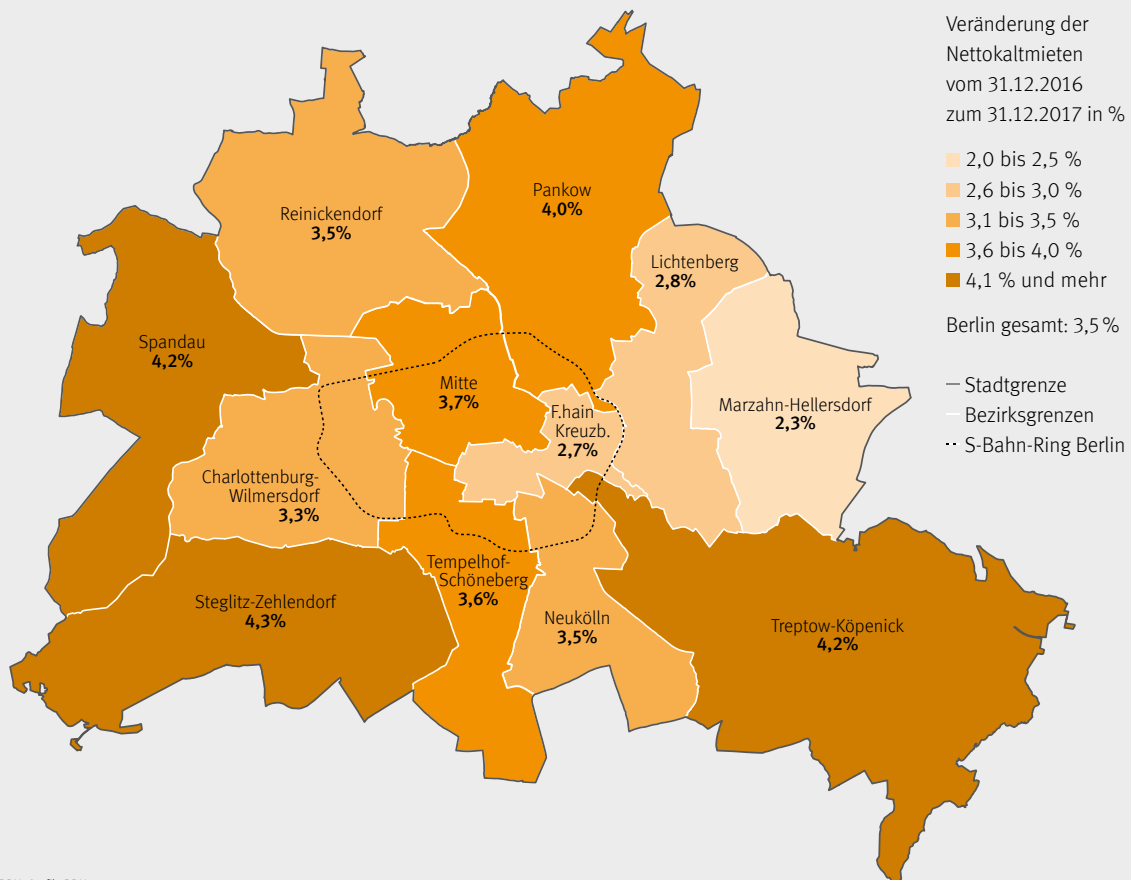 Veränderung der
Nettokaltmieten
vom 31.12.2016
zum 31.12.2017 in %
2,0 bis 2,5 %
2,6 bis 3,0 %
3,1 bis 3,5 %
3,6 bis 4,0 %
4,1 % und mehr
Berlin gesamt: 3,5 %
Stadtgrenze
Bezirksgrenzen
S-Bahn-Ring Berlin
Pankow
4,0%
Reinickendorf
3,5%
Lichtenberg
2,8%
Spandau
4,2%
Mitte
3,7%
F.hain
Kreuzb.
2,7%
Marzahn-Hellersdorf
2,3%
Charlottenburg-
Wilmersdorf
3,3%
Tempelhof-
Schöneberg
3,6%
Steglitz-Zehlendorf
4,3%
Neukölln
3,5%
Treptow-Köpenick
4,2%